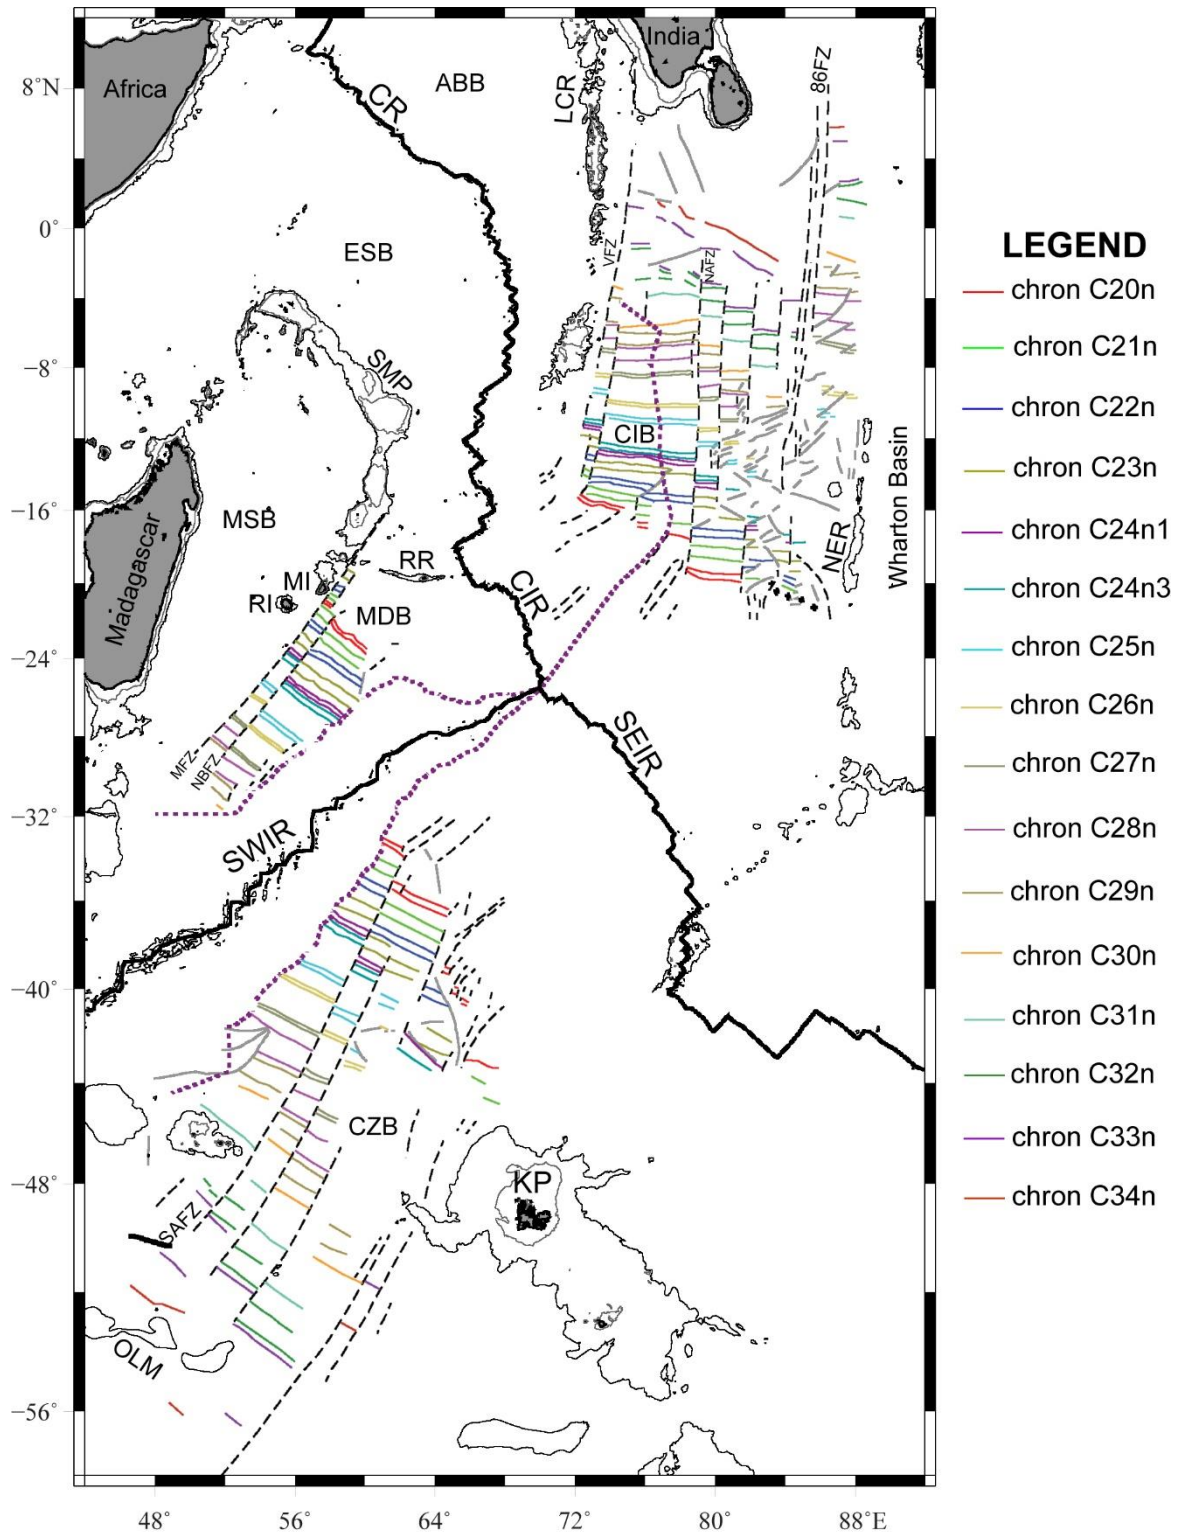 India
Africa
8°N
CR
ABB
LCR
86FZ
0°
ESB
VFZ
NAFZ
−8°
SMP
CIB
−16°
MSB
Madagascar
RR
MI
RI
MDB
CIR
NER
Wharton Basin
−24°
SEIR
MFZ
NBFZ
−32°
SWIR
−40°
CZB
−48°
KP
SAFZ
OLM
−56°
48°
56°
64°
72°
80°
88°E
LEGEND
chron C20n
chron C21n
chron C22n
chron C23n
chron C24n1
chron C24n3
chron C25n
chron C26n
chron C27n
chron C28n
chron C29n
chron C30n
chron C31n
chron C32n
chron C33n
chron C34n